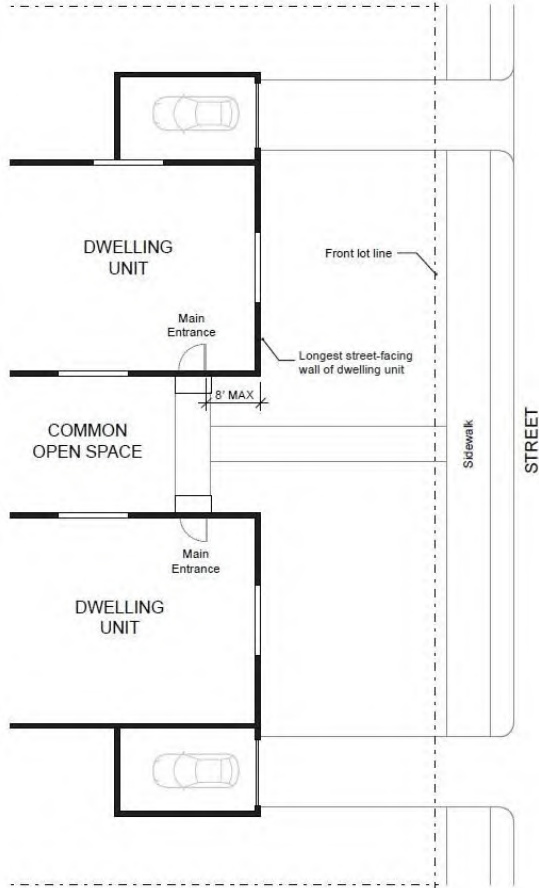 DWELLING
UNIT
Front lot line
Main
Entrance
Longest street-facing
wall of dwelling unit
8' MAX
COMMON
OPEN SPACE
Sidewalk
STREET
Main
Entrance
DWELLING
UNIT